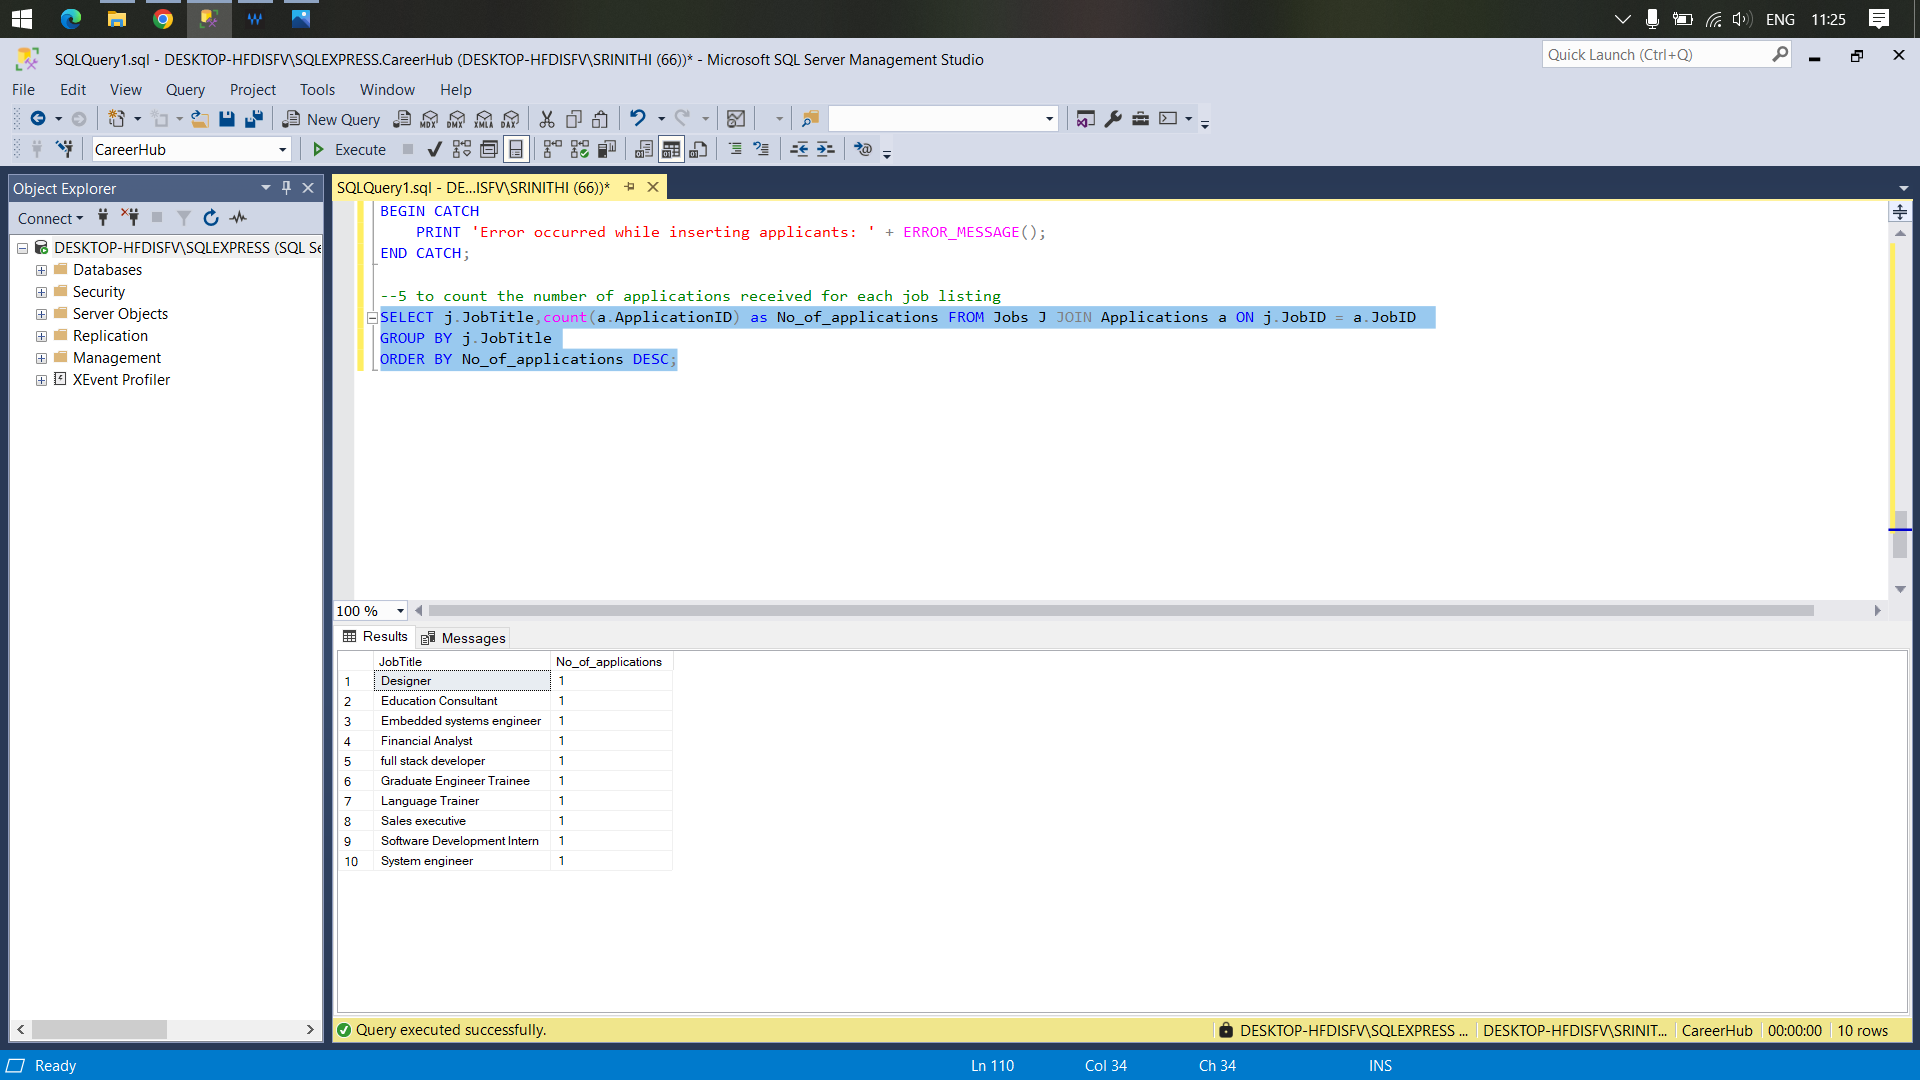 ENG 11:25
SQLQuery1.sql - DESKTOP-HFDISFV\SQLEXPRESS.CareerHub (DESKTOP-HFDISFV\SRINITHI (66))* - Microsoft SQL Server Management Studio
Quick Launch (Ctrl+Q)
File Edit View Query Project Tools Window Help
New Query MDX DMX XMLA DAX
CareerHub Execute
Object Explorer
SQLQuery1.sql - DE...ISFV\SRINITHI (66))*
Connect
DESKTOP-HFDISFV\SQLEXPRESS (SQL Se
Databases
Security
Server Objects
Replication
Management
XEvent Profiler
BEGIN CATCH
PRINT 'Error occurred while inserting applicants: ' + ERROR_MESSAGE();
END CATCH;
--5 to count the number of applications received for each job listing
SELECT j.JobTitle,count(a.ApplicationID) as No_of_applications FROM Jobs J JOIN Applications a ON j.JobID = a.JobID
GROUP BY j.JobTitle
ORDER BY No_of_applications DESC;
100 %
Results Messages
JobTitle No_of_applications
1 Designer 1
2 Education Consultant 1
3 Embedded systems engineer 1
4 Financial Analyst 1
5 full stack developer 1
6 Graduate Engineer Trainee 1
7 Language Trainer 1
8 Sales executive 1
9 Software Development Intern 1
10 System engineer 1
Query executed successfully. DESKTOP-HFDISFV\SQLEXPRESS ... DESKTOP-HFDISFV\SRINIT... CareerHub 00:00:00 10 rows
Ready Ln 110 Col 34 Ch 34 INS